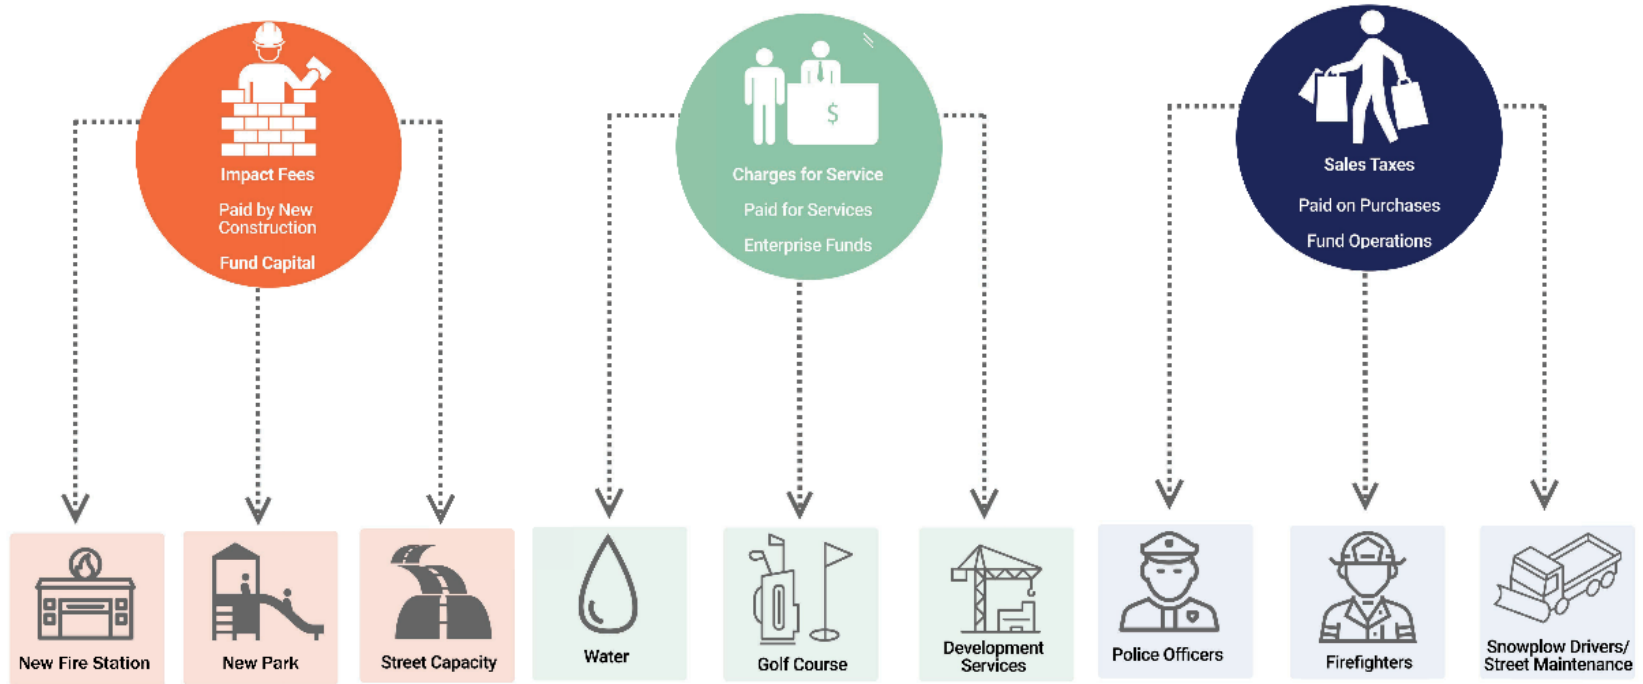 Impact Fees
Paid by New
Construction
Fund Capital
$
Charges for Service
Paid for Services
Enterprise Funds
Sales Taxes
Paid on Purchases
Fund Operations
New Fire Station
New Park
Street Capacity
Water
Golf Course
Development
Services
Police Officers
Firefighters
Snowplow Drivers/
Street Maintenance